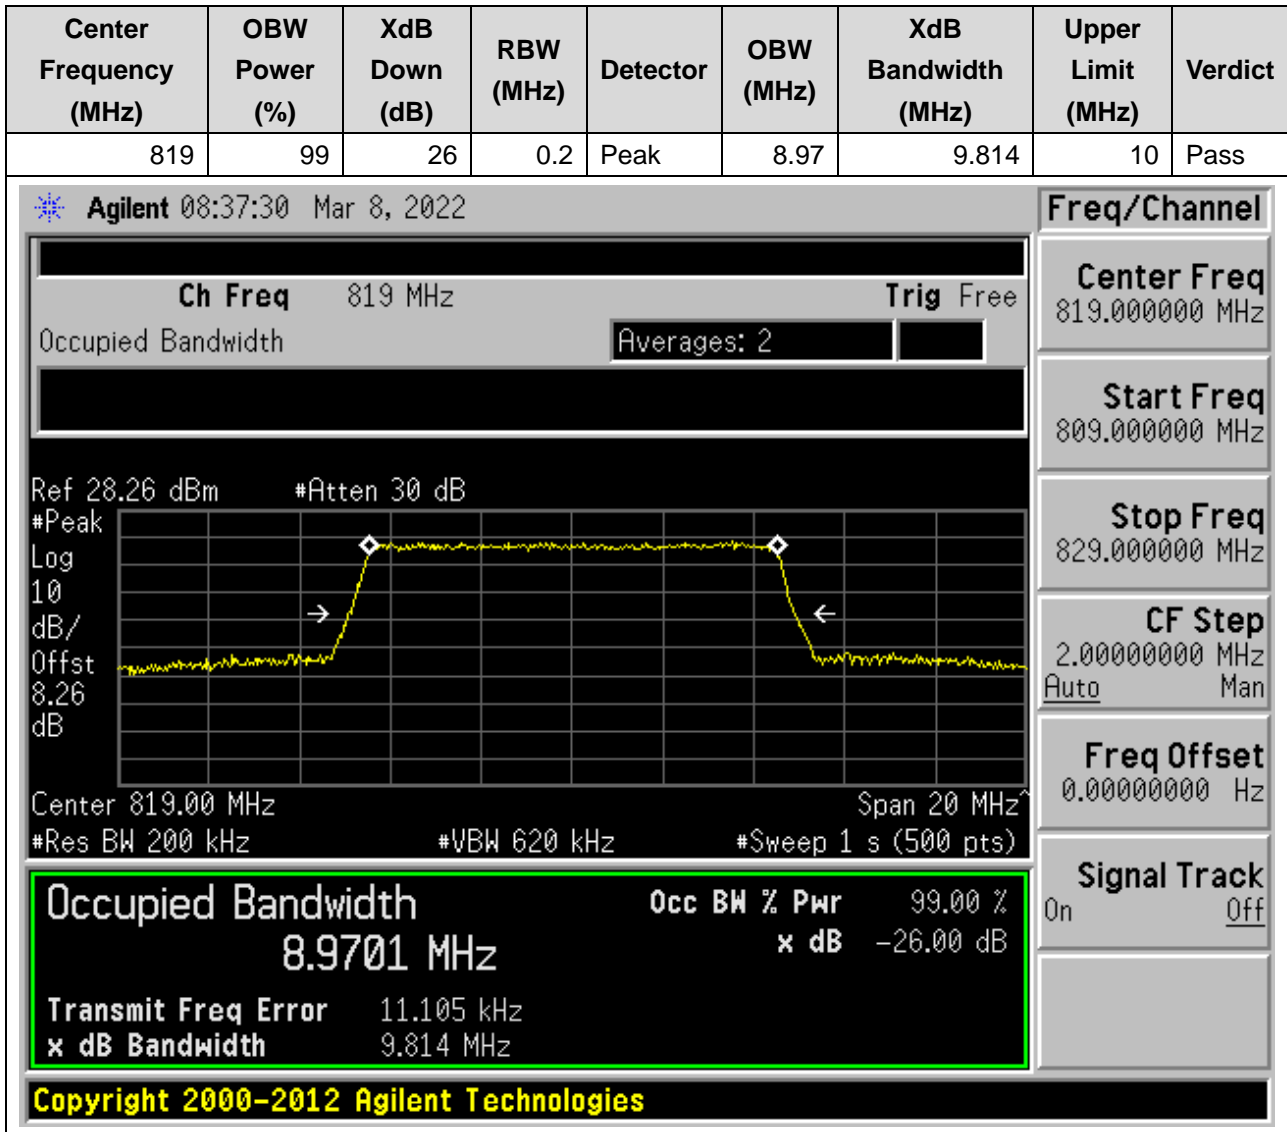 Center Frequency (MHz) OBW Power (%) XdB Down (dB) RBW (MHz) Detector OBW (MHz) XdB Bandwidth (MHz) Upper Limit (MHz) Verdict
819 99 26 0.2 Peak 8.97 9.814 10 Pass
Agilent 08:37:30 Mar 8, 2022
Ch Freq 819 MHz Trig Free
Occupied Bandwidth Averages: 2
Ref 28.26 dBm #Atten 30 dB
#Peak
Log
10
dB/
Offst
8.26
dB
Center 819.00 MHz Span 20 MHz^
#Res BW 200 kHz #VBW 620 kHz #Sweep 1 s (500 pts)
Occupied Bandwidth Occ BW % Pwr 99.00 %
8.9701 MHz x dB -26.00 dB
Transmit Freq Error 11.105 kHz
x dB Bandwidth 9.814 MHz
Freq/Channel
Center Freq
819.000000 MHz
Start Freq
809.000000 MHz
Stop Freq
829.000000 MHz
CF Step
2.00000000 MHz
Auto Man
Freq Offset
0.00000000 Hz
Signal Track
On Off
Copyright 2000-2012 Agilent Technologies